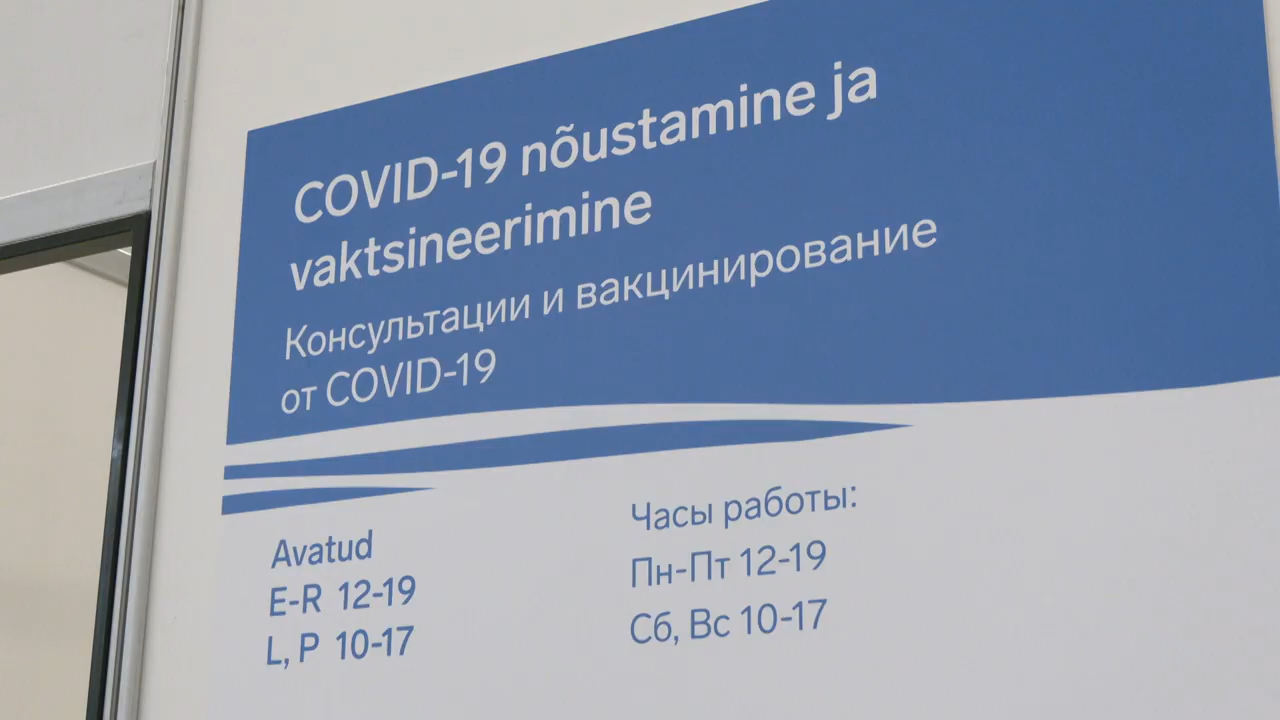 COVID-19 nõustamine ja
vaktsineerimine
Консультации и вакцинирование
от COVID-19
Avatud
E-R 12-19
L, P 10-17
Часы работы:
Пн-Пт 12-19
Сб, Вс 10-17